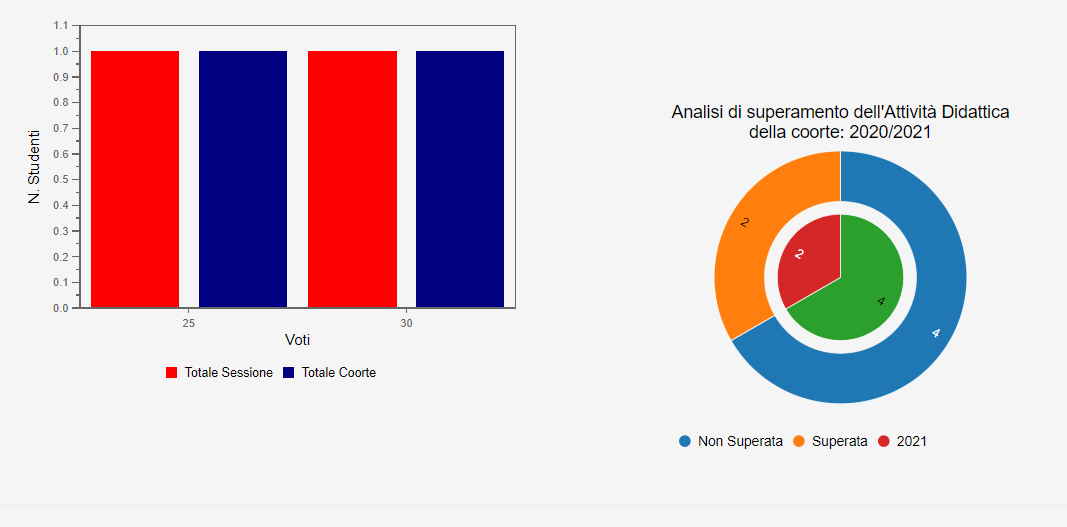 1.1
1.0
0.9
0.8
0.7
0.6
0.5
0.4
0.3
0.2
0.1
0.0
N. Studenti
25 30
Voti
Totale Sessione Totale Coorte
Analisi di superamento dell'Attività Didattica
della coorte: 2020/2021
2
2
4
4
Non Superata Superata 2021